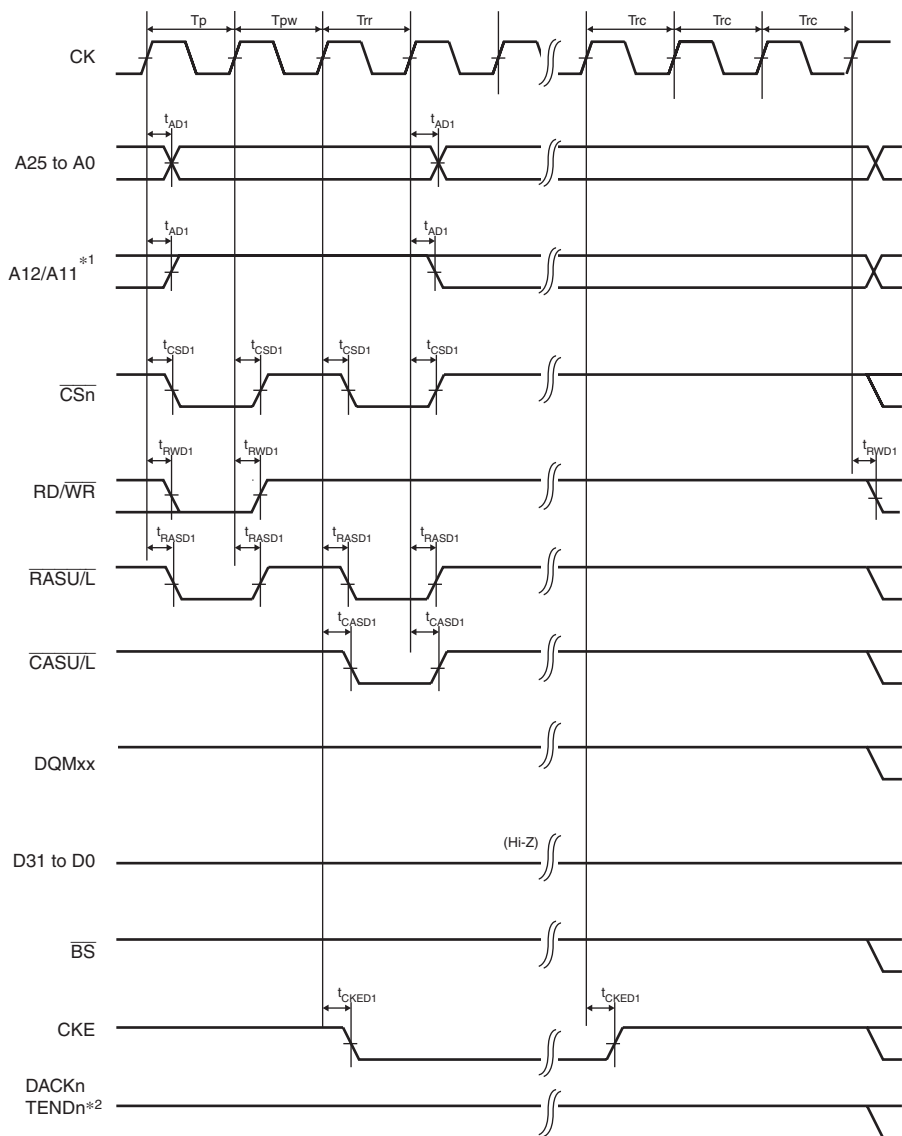 Tp Tpw Trr Trc Trc Trc
CK
tAD1 tAD1
A25 to A0
tAD1 tAD1
A12/A11 *1
tCSD1 tCSD1 tCSD1 tCSD1
CSn
tRWD1 tRWD1 tRWD1
RD/WR
tRASD1 tRASD1 tRASD1 tRASD1
RASU/L
tCASD1 tCASD1
CASU/L
DQMxx
(Hi-Z)
D31 to D0
BS
tCKED1 tCKED1
CKE
DACKn
TENDn*2